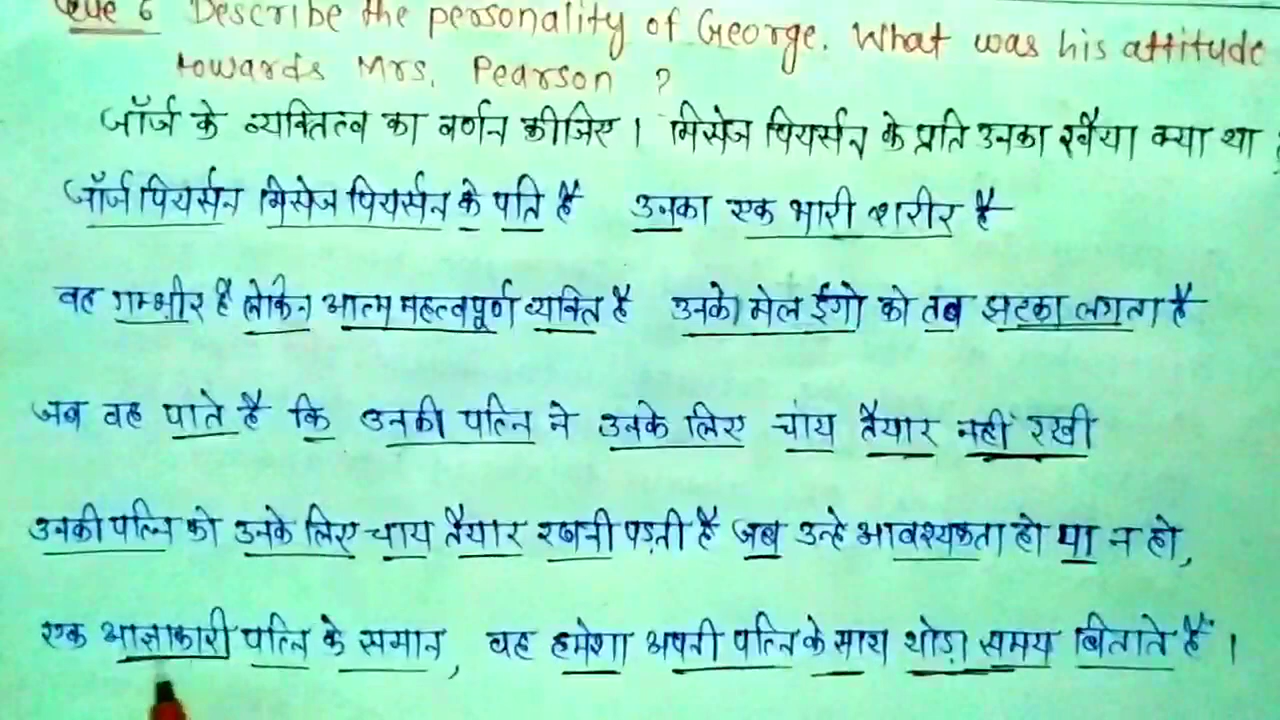 Que 6 Describe the personality of George. What was his attitude
towards Mrs. Pearson ?
जॉर्ज के व्यक्तित्व का वर्णन कीजिए । मिसेज पियर्सन के प्रति उनका रवैया क्या था ?
जॉर्ज पियर्सन मिसेज पियर्सन के पति है उनका एक भारी शरीर है
वह गम्भीर है लेकिन आत्म महत्वपूर्ण व्यक्ति है उनके मेल ईगो को तब झटका लगता है
जब वह पाते है कि उनकी पत्नि ने उनके लिए चाय तैयार नहीं रखी
उनकी पत्नि को उनके लिए चाय तैयार रखनी पड़ती है जब उन्हे आवश्यकता हो या न हो,
एक आज्ञाकारी पत्नि के समान, वह हमेशा अपनी पत्नि के साथ थोड़ा समय बिताते हैं ।